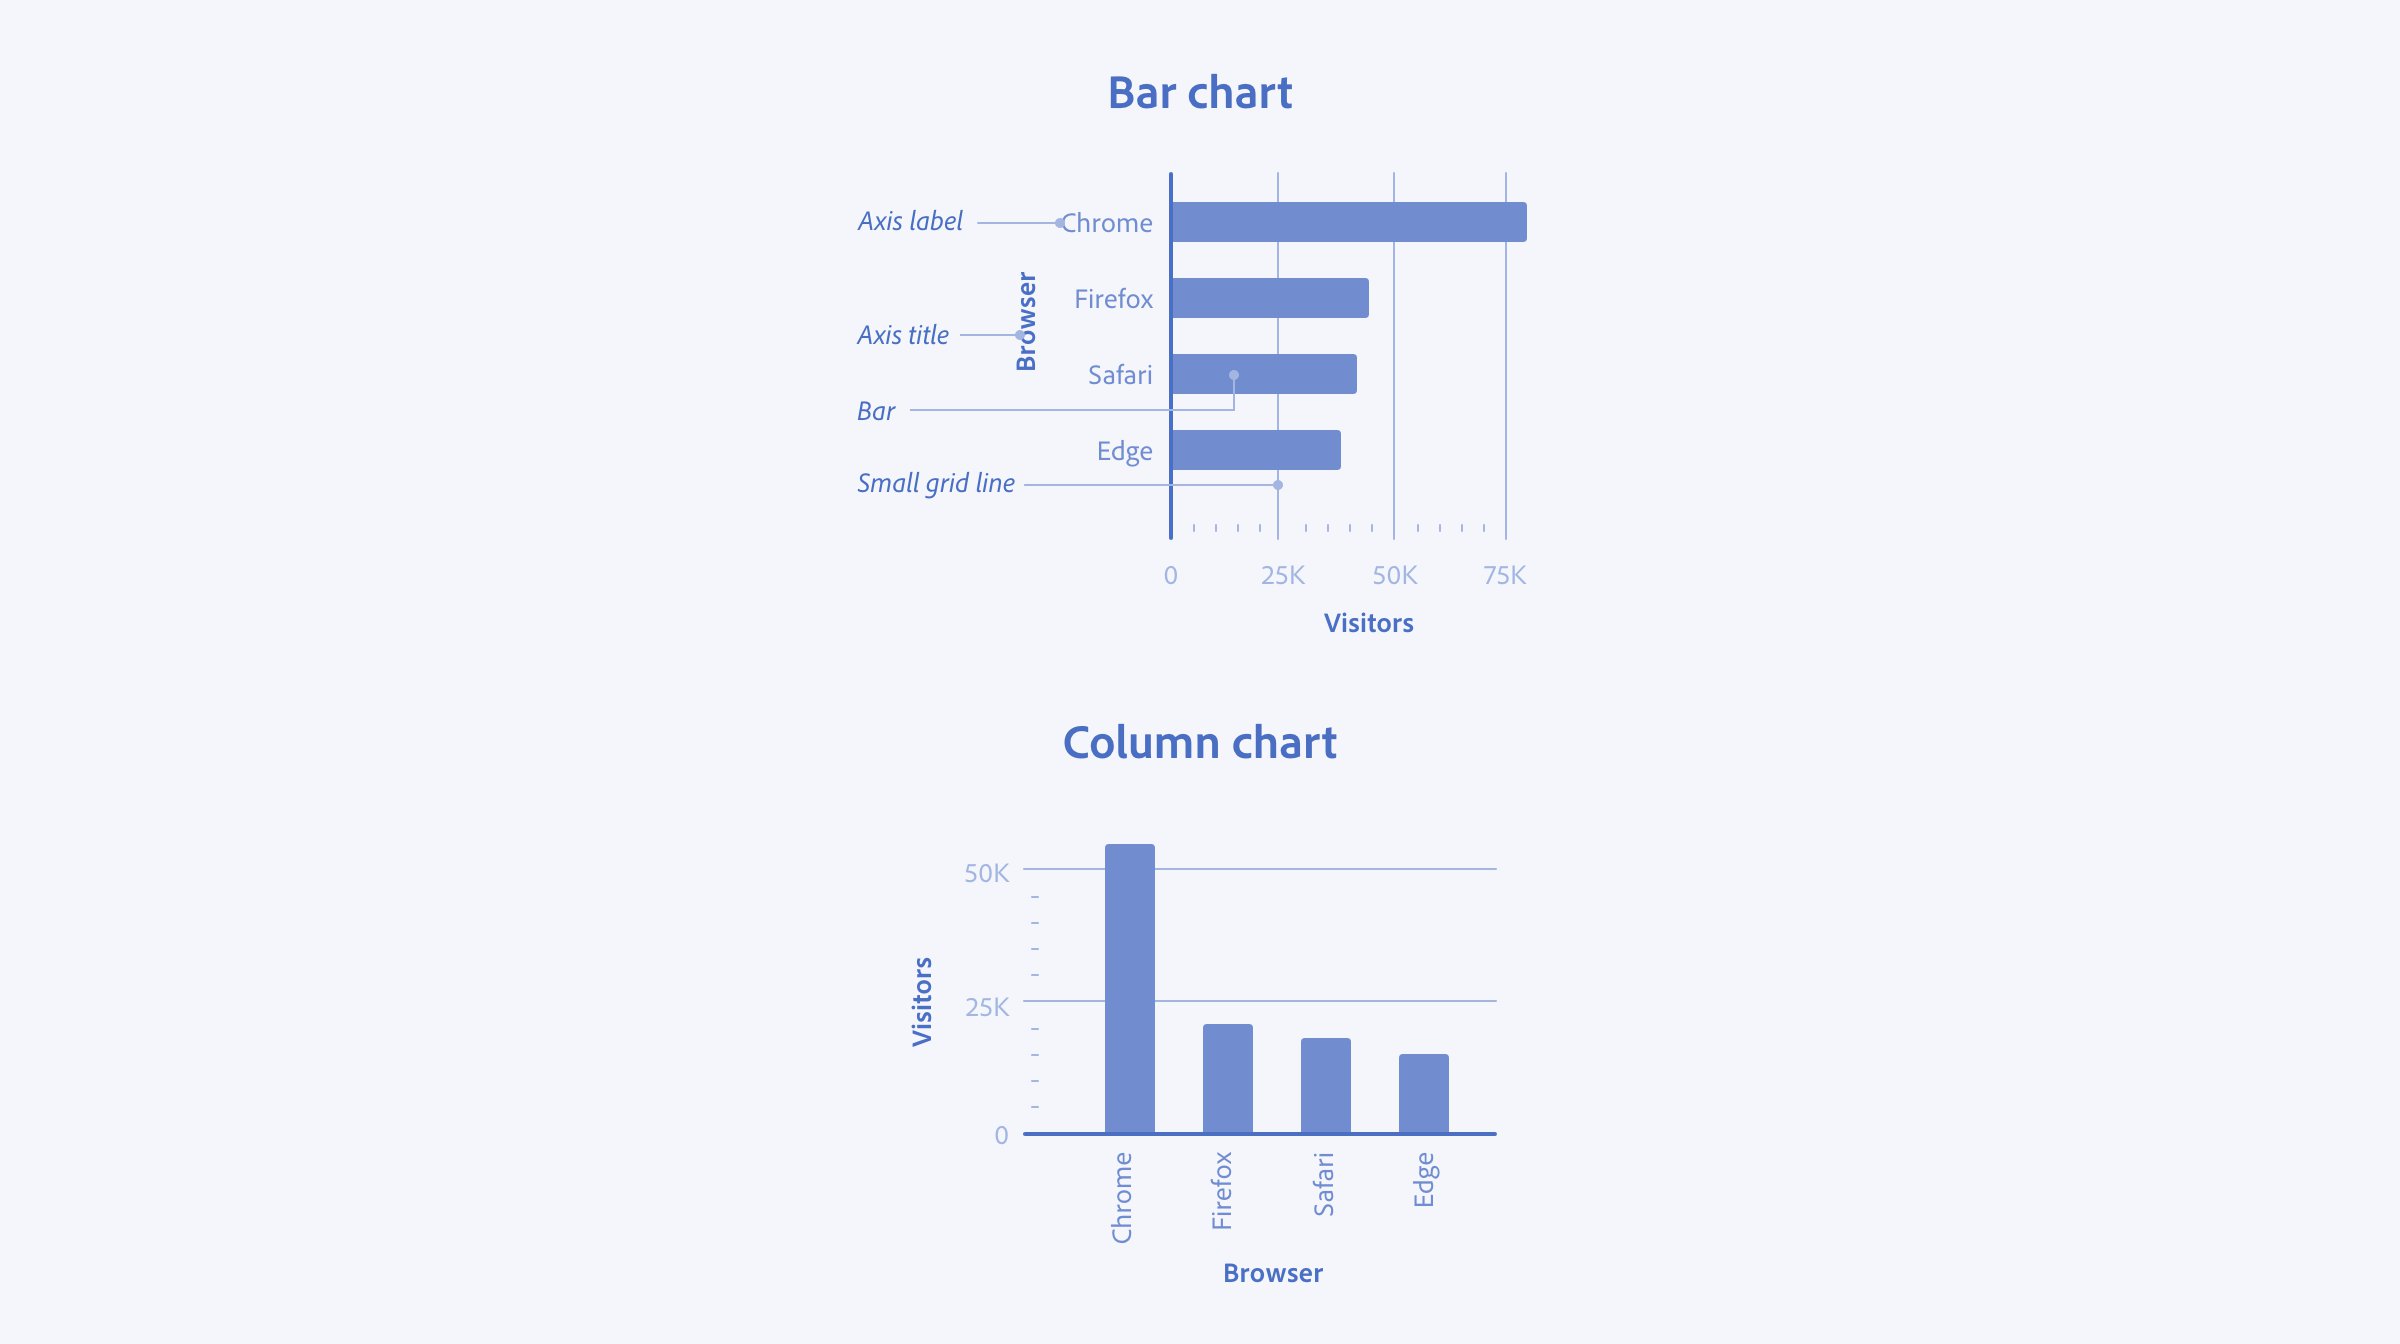 Bar chart
Axis label
Chrome
Browser
Firefox
Axis title
Safari
Bar
Edge
Small grid line
0 25K 50K 75K
Visitors
Column chart
50K
Visitors
25K
0
Chrome Firefox Safari Edge
Browser